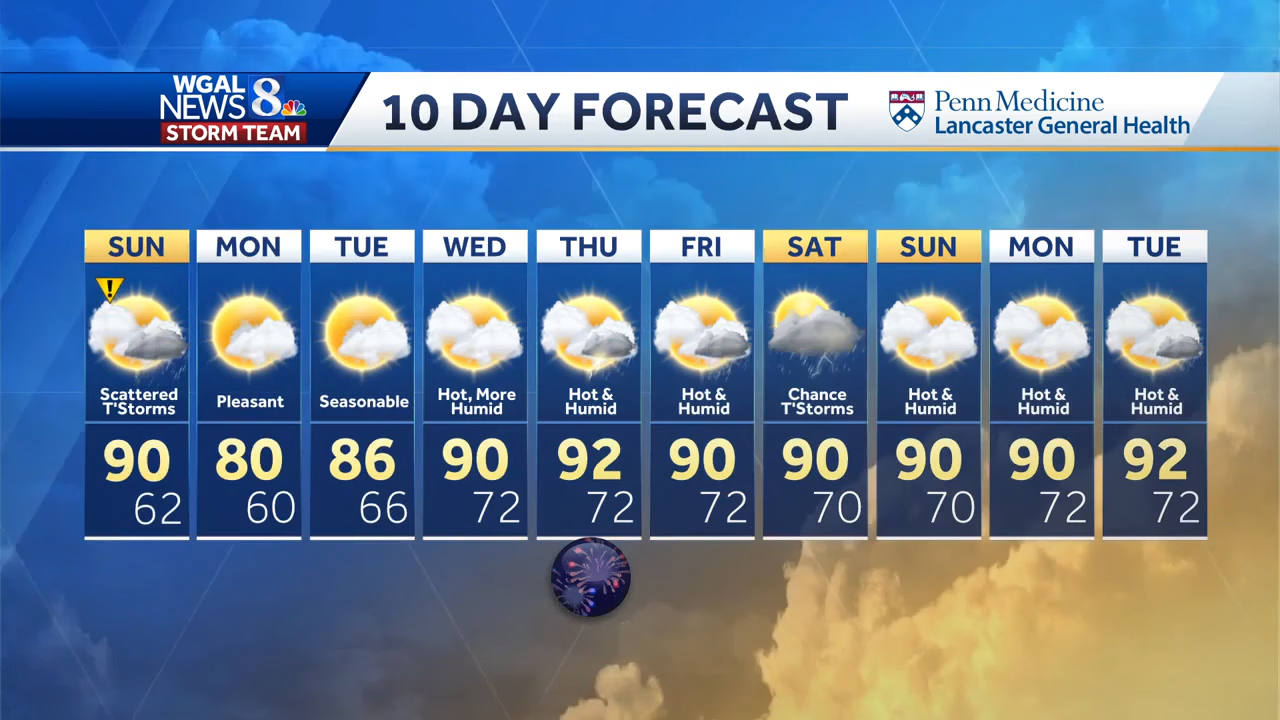 WGAL
NEWS 8
STORM TEAM
10 DAY FORECAST
Penn Medicine
Lancaster General Health
SUN MON TUE WED THU FRI SAT SUN MON TUE
!
Scattered
T'Storms
Pleasant
Seasonable
Hot, More
Humid
Hot &
Humid
Hot &
Humid
Chance
T'Storms
Hot &
Humid
Hot &
Humid
Hot &
Humid
90 80 86 90 92 90 90 90 90 92
62 60 66 72 72 72 70 70 72 72